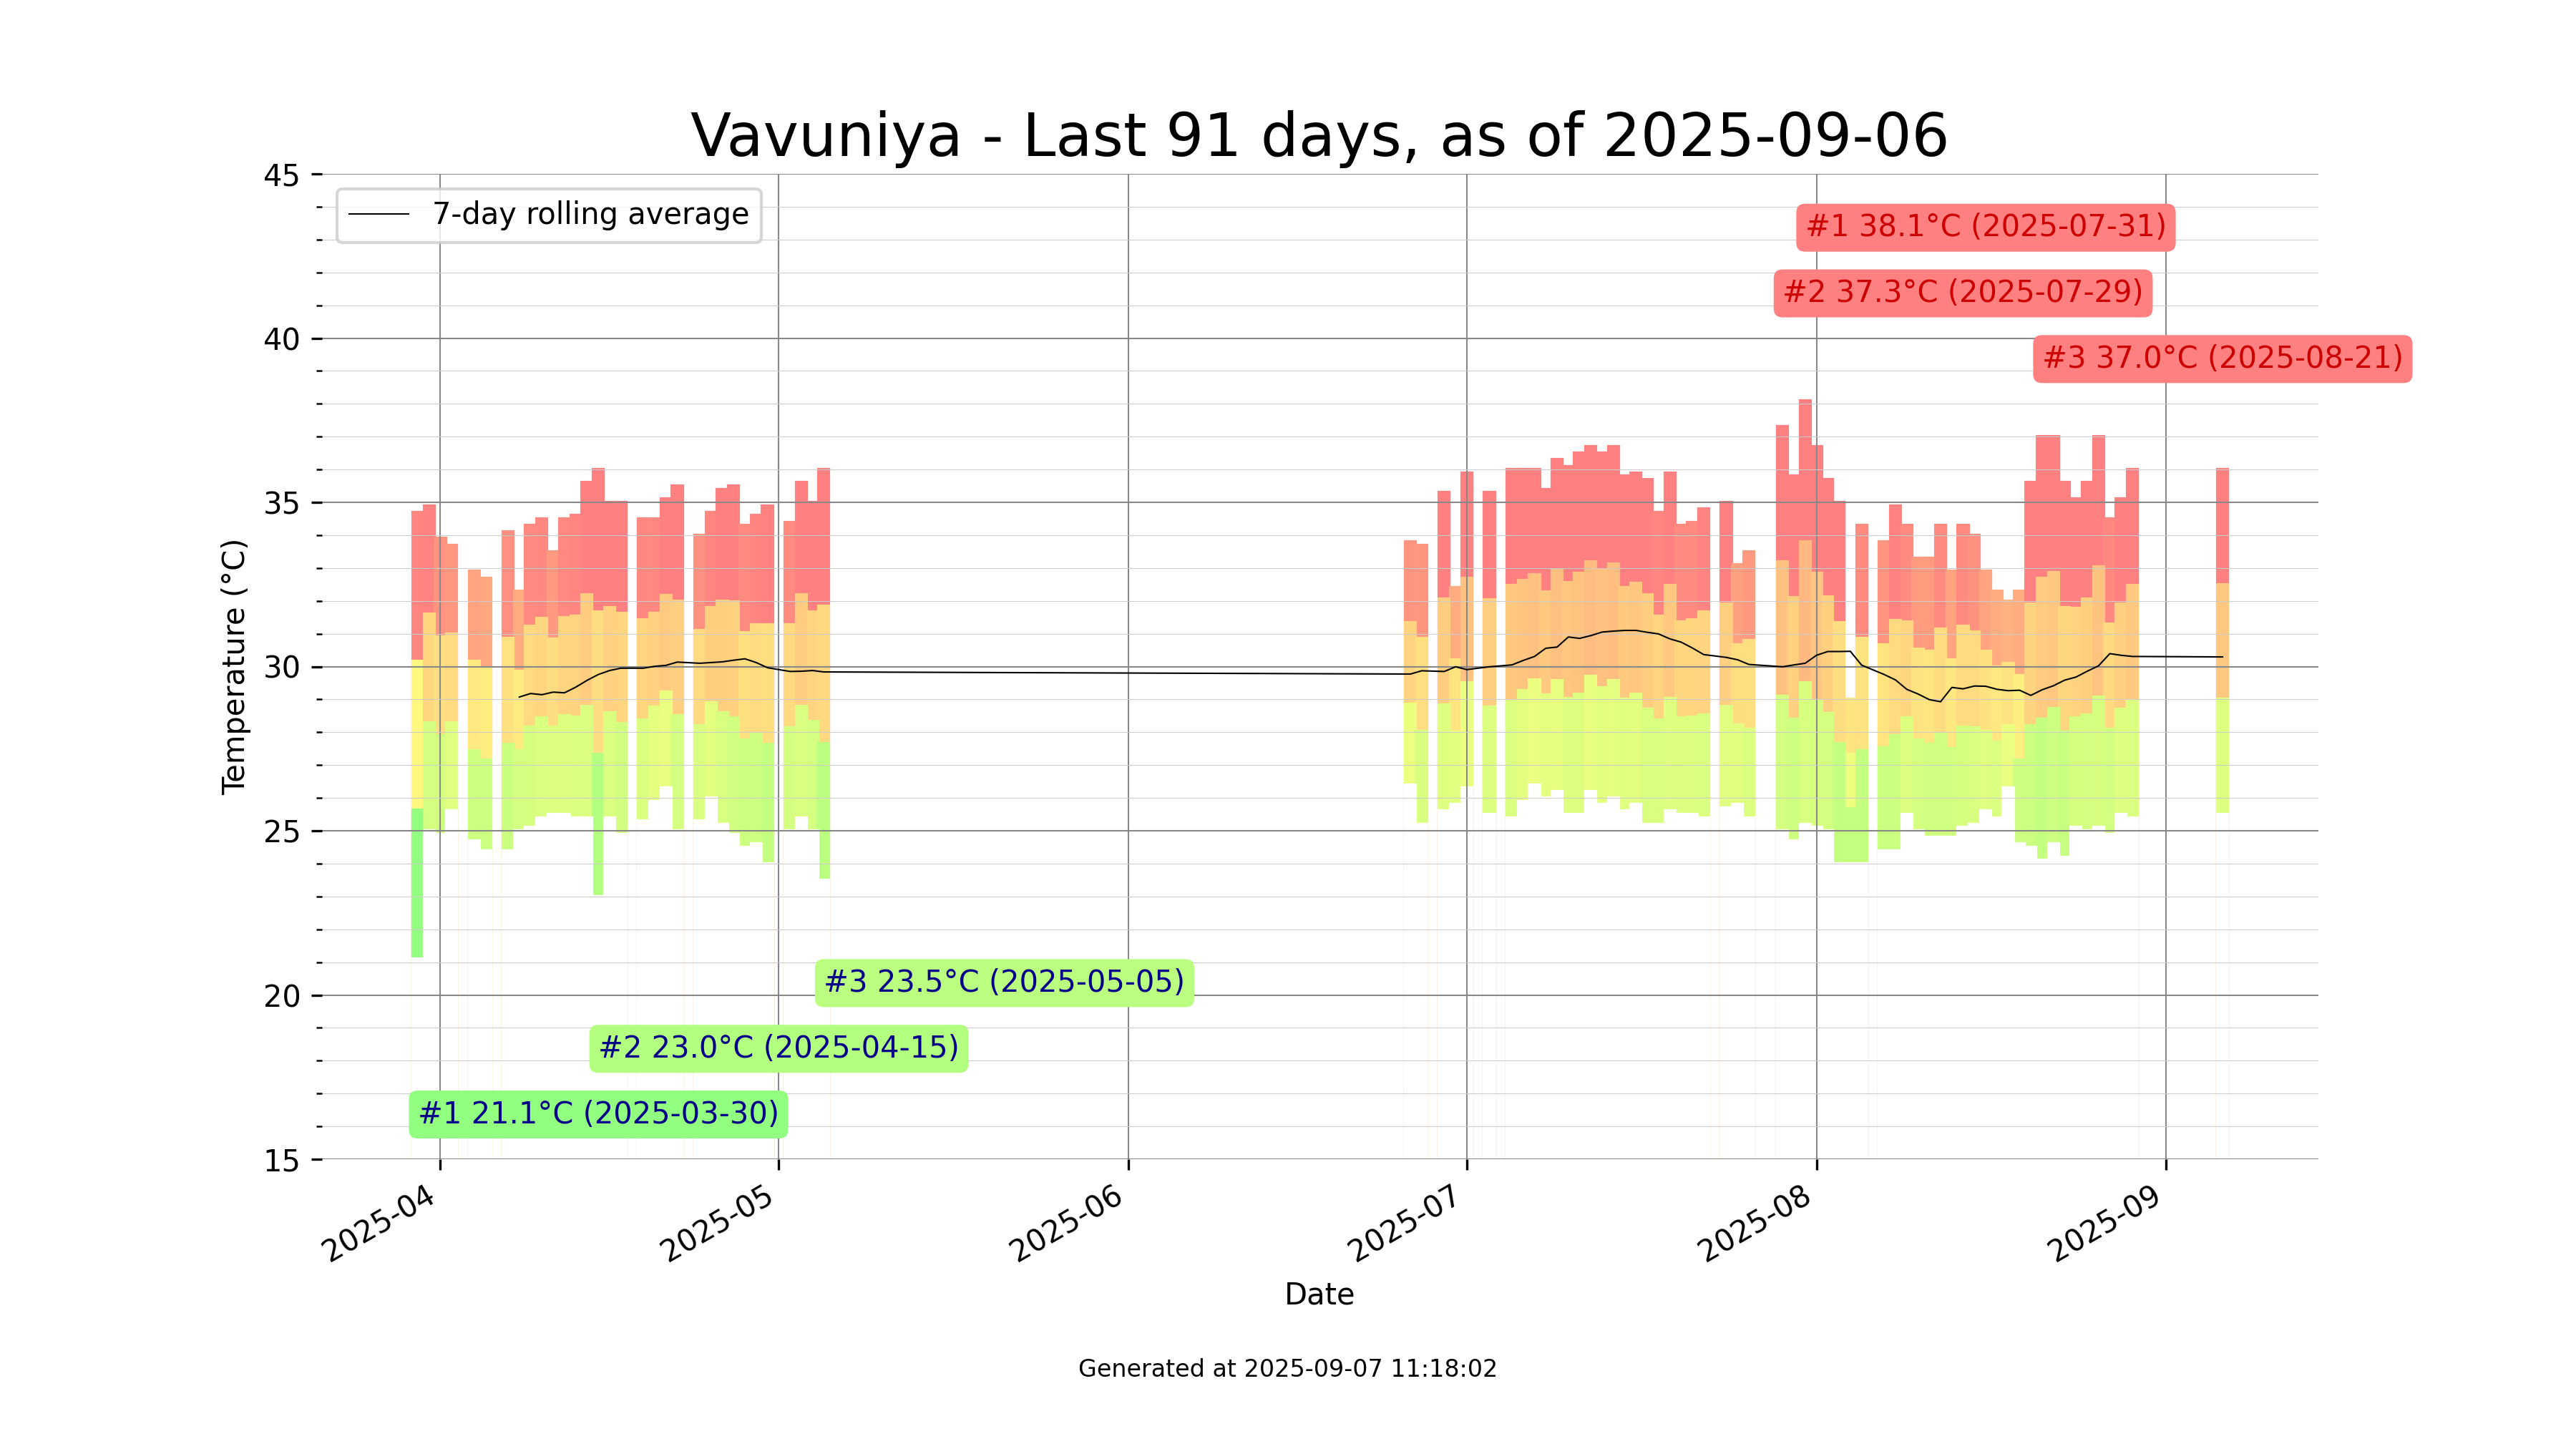 Vavuniya - Last 91 days, as of 2025-09-06
7-day rolling average
#1 38.1°C (2025-07-31)
#2 37.3°C (2025-07-29)
#3 37.0°C (2025-08-21)
45
40
35
30
25
20
15
Temperature (°C)
#3 23.5°C (2025-05-05)
#2 23.0°C (2025-04-15)
#1 21.1°C (2025-03-30)
2025-04
2025-05
2025-06
2025-07
2025-08
2025-09
Date
Generated at 2025-09-07 11:18:02